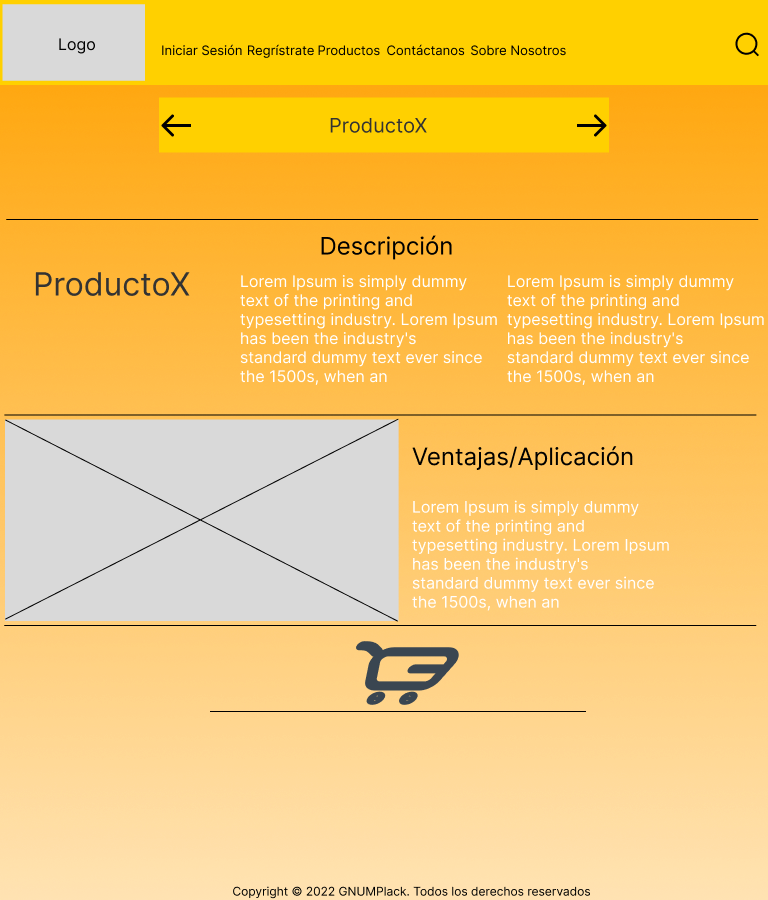 Logo
Iniciar Sesión Regrístrate Productos Contáctanos Sobre Nosotros
ProductoX
Descripción
ProductoX
Lorem Ipsum is simply dummy
text of the printing and
typesetting industry. Lorem Ipsum
has been the industry's
standard dummy text ever since
the 1500s, when an
Lorem Ipsum is simply dummy
text of the printing and
typesetting industry. Lorem Ipsum
has been the industry's
standard dummy text ever since
the 1500s, when an
Ventajas/Aplicación
Lorem Ipsum is simply dummy
text of the printing and
typesetting industry. Lorem Ipsum
has been the industry's
standard dummy text ever since
the 1500s, when an
Copyright © 2022 GNUMPlack. Todos los derechos reservados